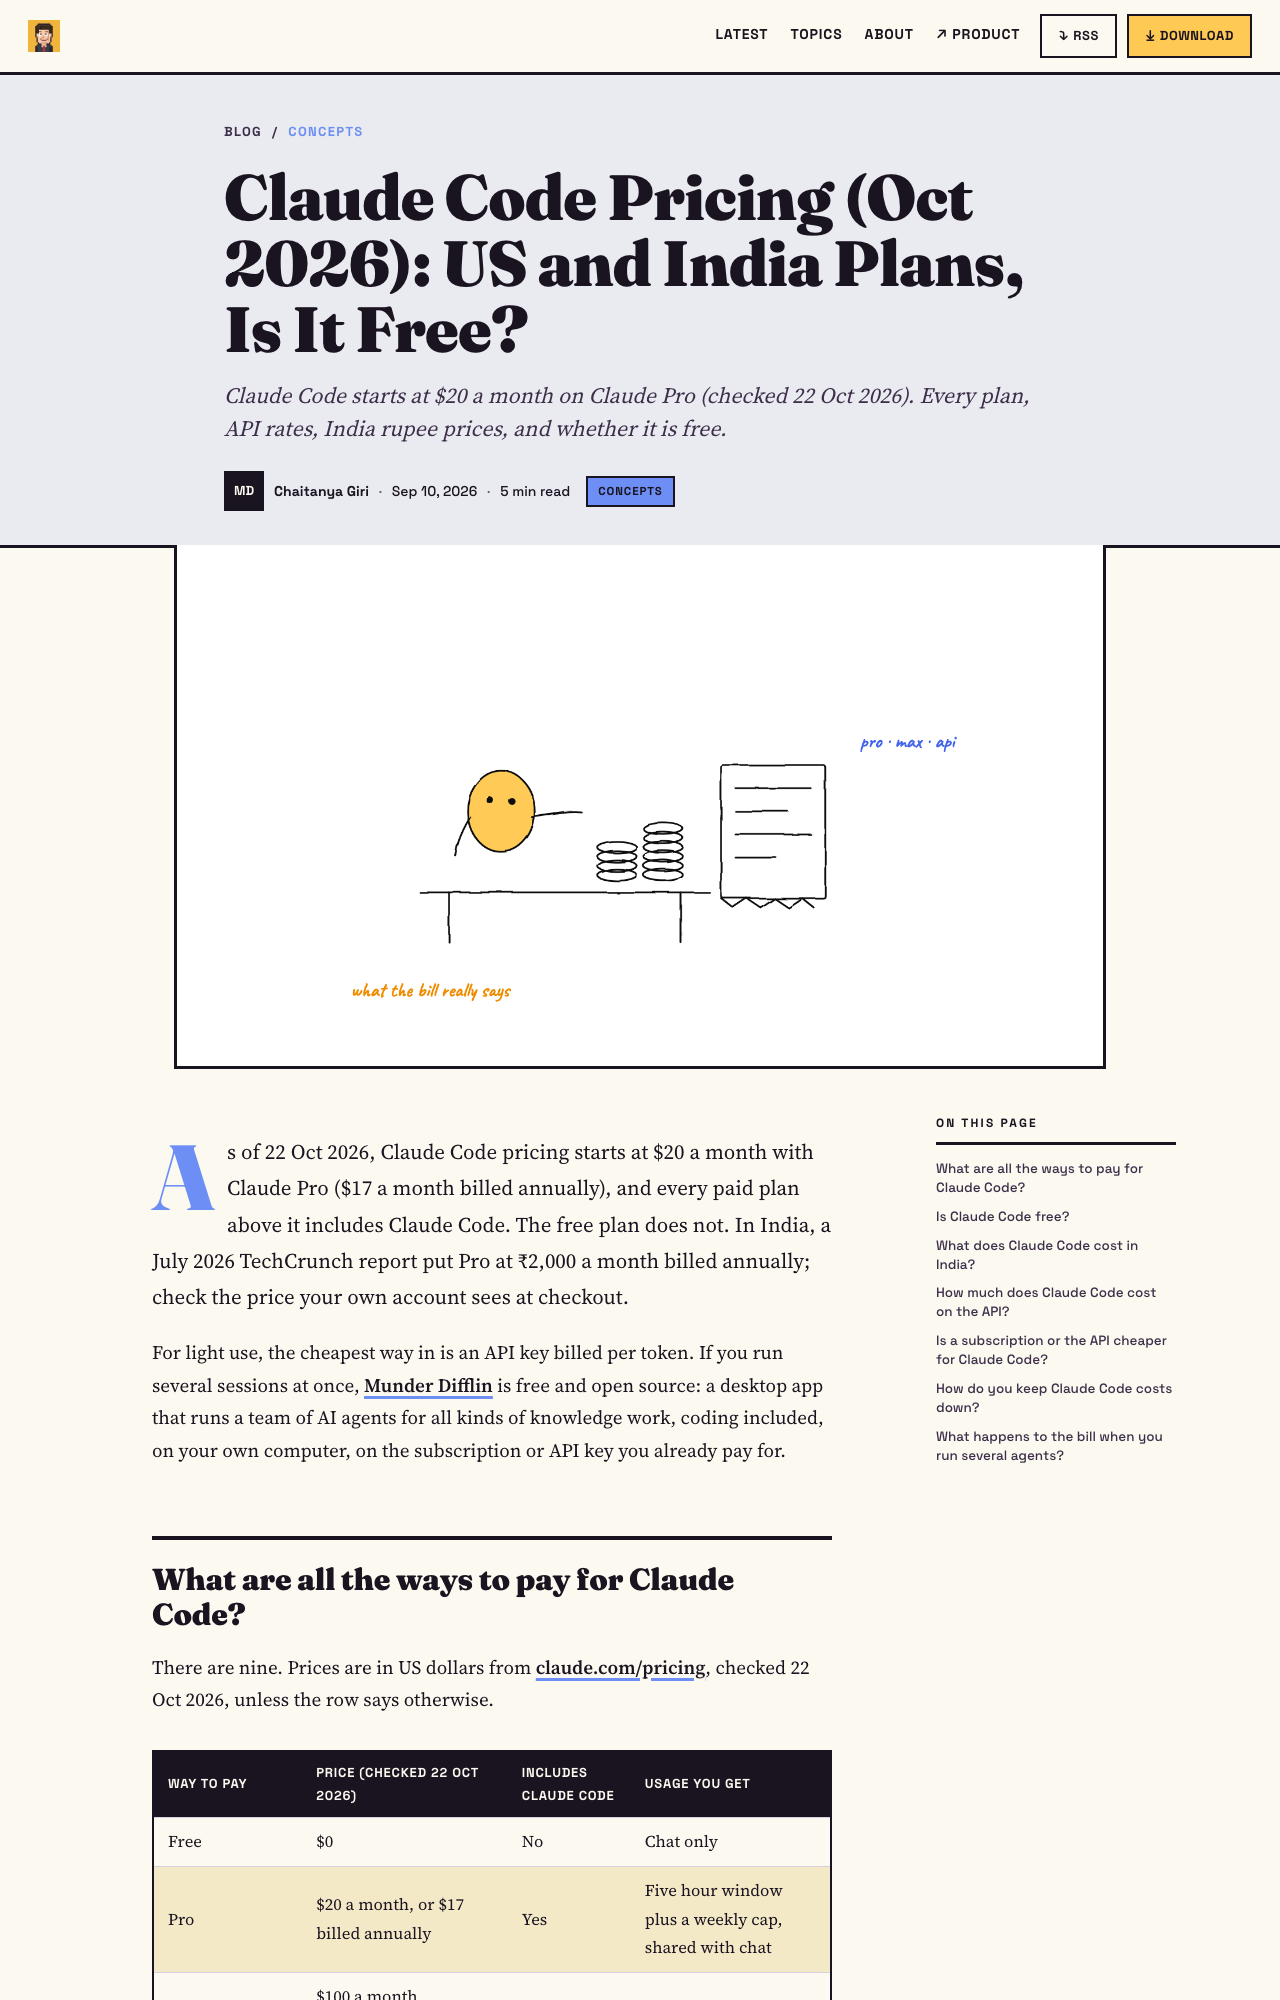 LATEST TOPICS ABOUT ↗ PRODUCT ⤵ RSS ⤓ DOWNLOAD
BLOG / CONCEPTS
Claude Code Pricing (Oct
2026): US and India Plans,
Is It Free?
Claude Code starts at $20 a month on Claude Pro (checked 22 Oct 2026). Every plan,
API rates, India rupee prices, and whether it is free.
MD Chaitanya Giri · Sep 10, 2026 · 5 min read CONCEPTS
pro · max · api
what the bill really says
As of 22 Oct 2026, Claude Code pricing starts at $20 a month with
Claude Pro ($17 a month billed annually), and every paid plan
above it includes Claude Code. The free plan does not. In India, a
July 2026 TechCrunch report put Pro at ₹2,000 a month billed annually;
check the price your own account sees at checkout.
For light use, the cheapest way in is an API key billed per token. If you run
several sessions at once, Munder Difflin is free and open source: a desktop app
that runs a team of AI agents for all kinds of knowledge work, coding included,
on your own computer, on the subscription or API key you already pay for.
ON THIS PAGE
What are all the ways to pay for
Claude Code?
Is Claude Code free?
What does Claude Code cost in
India?
How much does Claude Code cost
on the API?
Is a subscription or the API cheaper
for Claude Code?
How do you keep Claude Code costs
down?
What happens to the bill when you
run several agents?
What are all the ways to pay for Claude
Code?
There are nine. Prices are in US dollars from claude.com/pricing, checked 22
Oct 2026, unless the row says otherwise.
WAY TO PAY
PRICE (CHECKED 22 OCT
2026)
INCLUDES
CLAUDE CODE
USAGE YOU GET
Free
$0
No
Chat only
Pro
$20 a month, or $17
billed annually
Yes
Five hour window
plus a weekly cap,
shared with chat
$100 a month